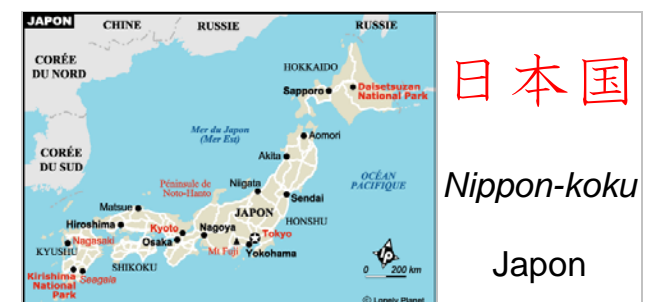 JAPON
CHINE
RUSSIE
RUSSIE
CORÉE
DU NORD
HOKKAIDO
Sapporo
Daisetsuzan
National Park
Mer du Japon
(Mer Est)
Aomori
CORÉE
DU SUD
Akita
Péninsule de
Noto-Hanto
Niigata
OCÉAN
PACIFIQUE
Sendai
Matsue
JAPON
HONSHU
Hiroshima
Kyoto
Nagoya
Tokyo
Nagasaki
Osaka
Mt Fuji
Yokohama
KYUSHU
SHIKOKU
Kirishima
National
Park
Seagaia
0 200 km
© Lonely Planet
日本国
Nippon-koku
Japon